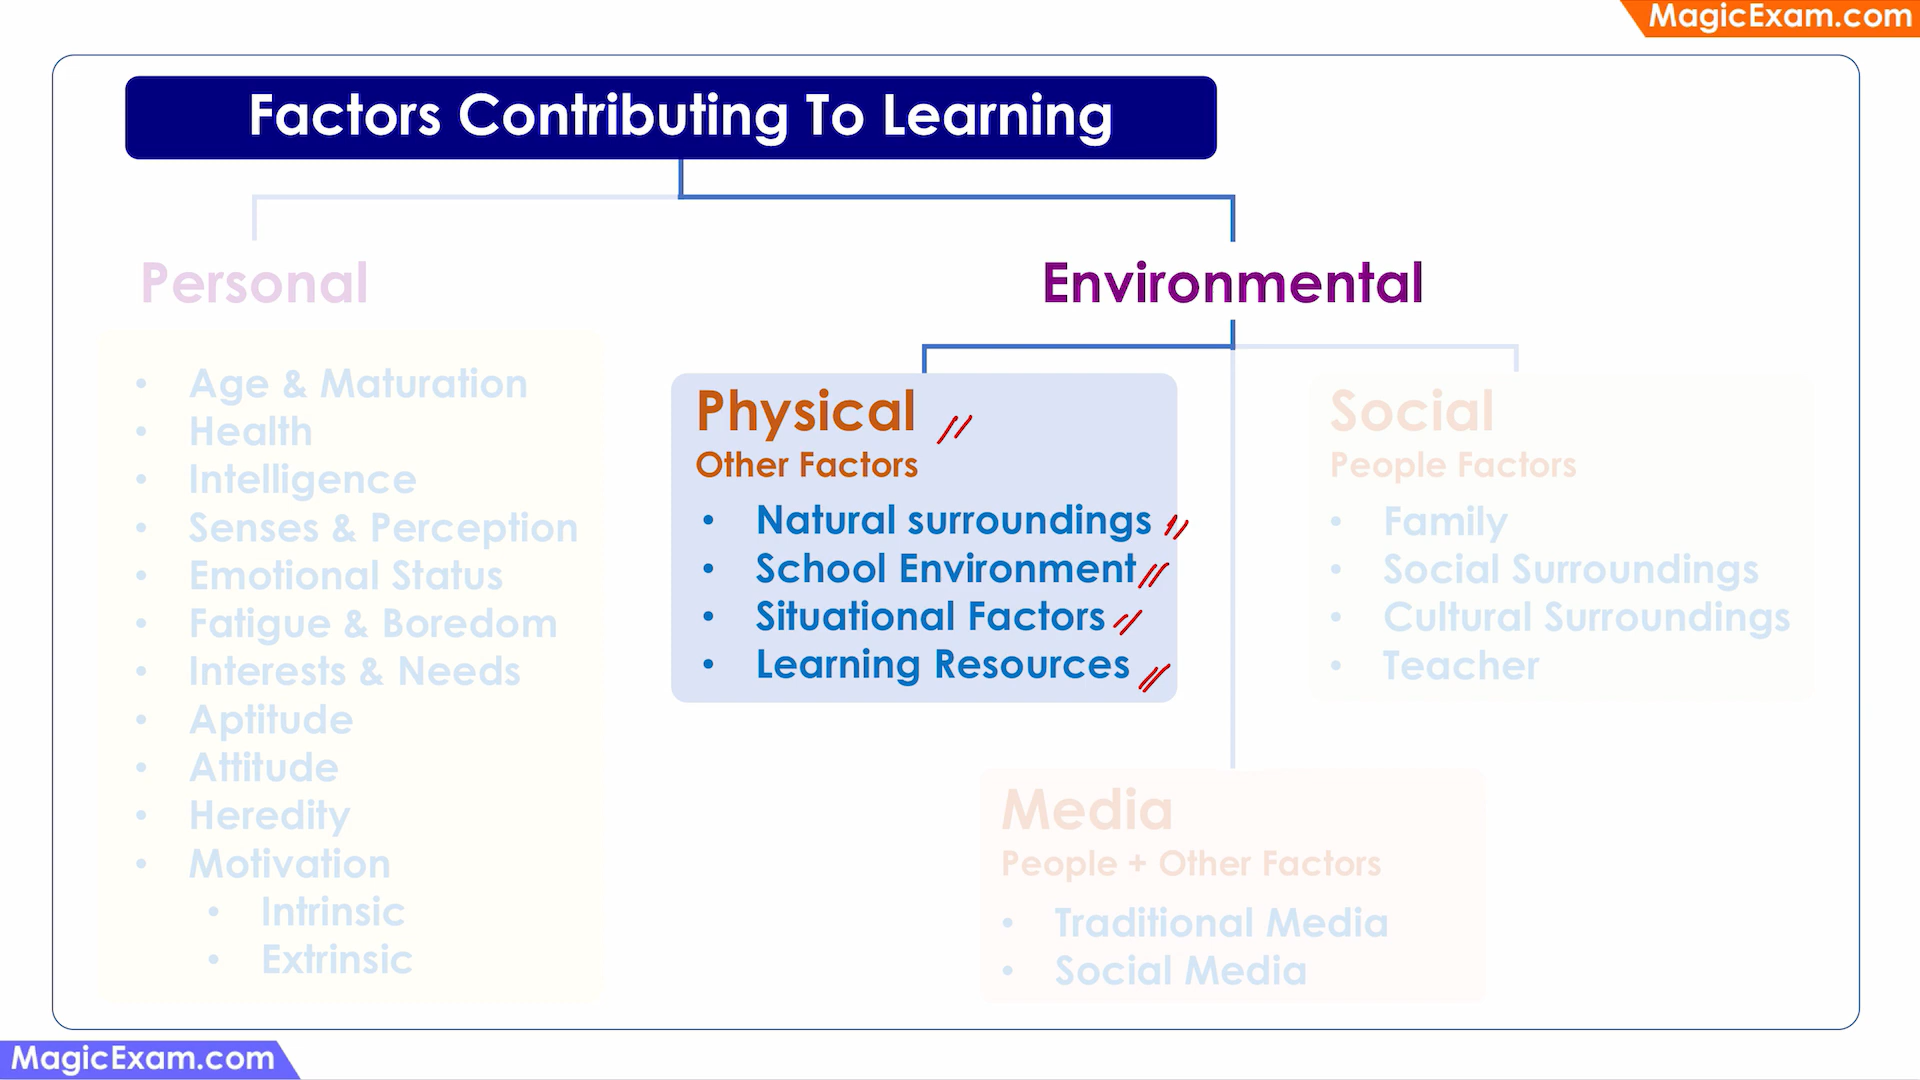 MagicExam.com
Factors Contributing To Learning
Personal
• Age & Maturation
• Health
• Intelligence
• Senses & Perception
• Emotional Status
• Fatigue & Boredom
• Interests & Needs
• Aptitude
• Attitude
• Heredity
• Motivation
• Intrinsic
• Extrinsic
Environmental
Physical
Other Factors
• Natural surroundings
• School Environment
• Situational Factors
• Learning Resources
Social
People Factors
• Family
• Social Surroundings
• Cultural Surroundings
• Teacher
Media
People + Other Factors
• Traditional Media
• Social Media
MagicExam.com